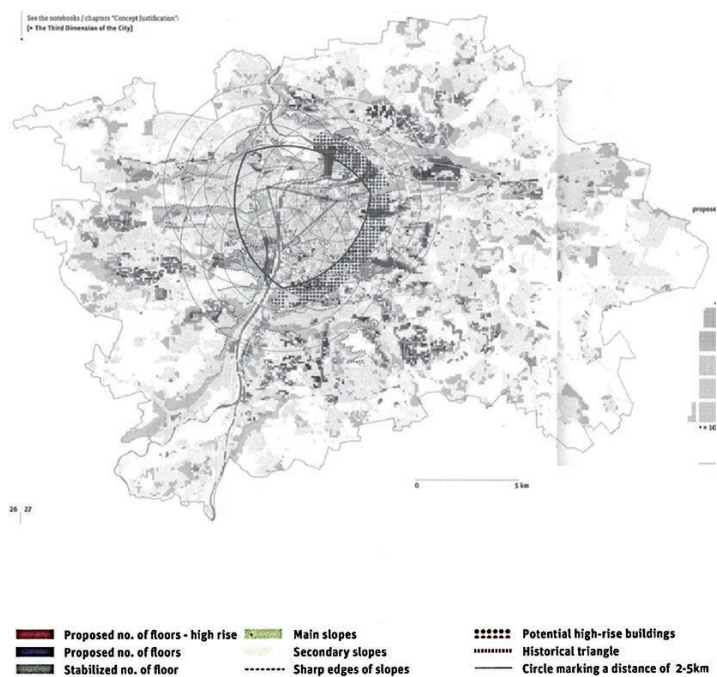 See the notebooks / chapters "Concept Justification":
[▸ The Third Dimension of the City]
propose
0 5 km
26 | 27
Proposed no. of floors - high rise
Proposed no. of floors
Stabilized no. of floor
Main slopes
Secondary slopes
Sharp edges of slopes
Potential high-rise buildings
Historical triangle
Circle marking a distance of 2-5km